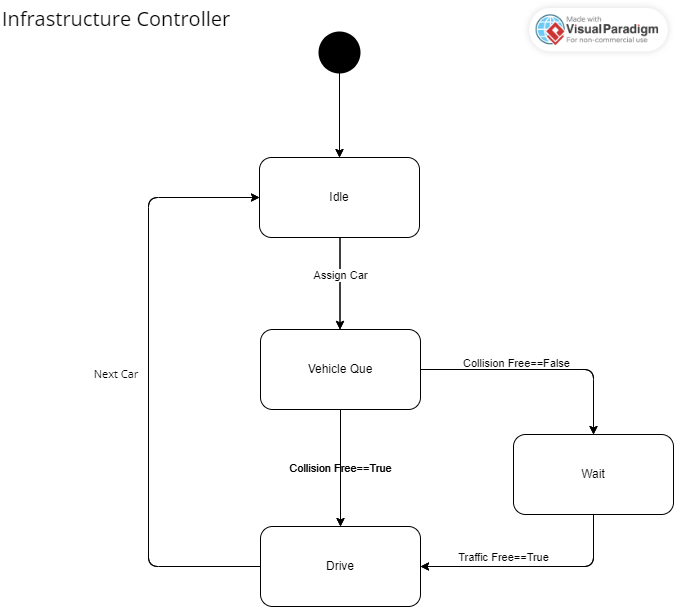 Infrastructure Controller
Made with
Visual Paradigm
For non-commercial use
Idle
Assign Car
Vehicle Que
Collision Free==False
Next Car
Collision Free==True
Wait
Traffic Free==True
Drive